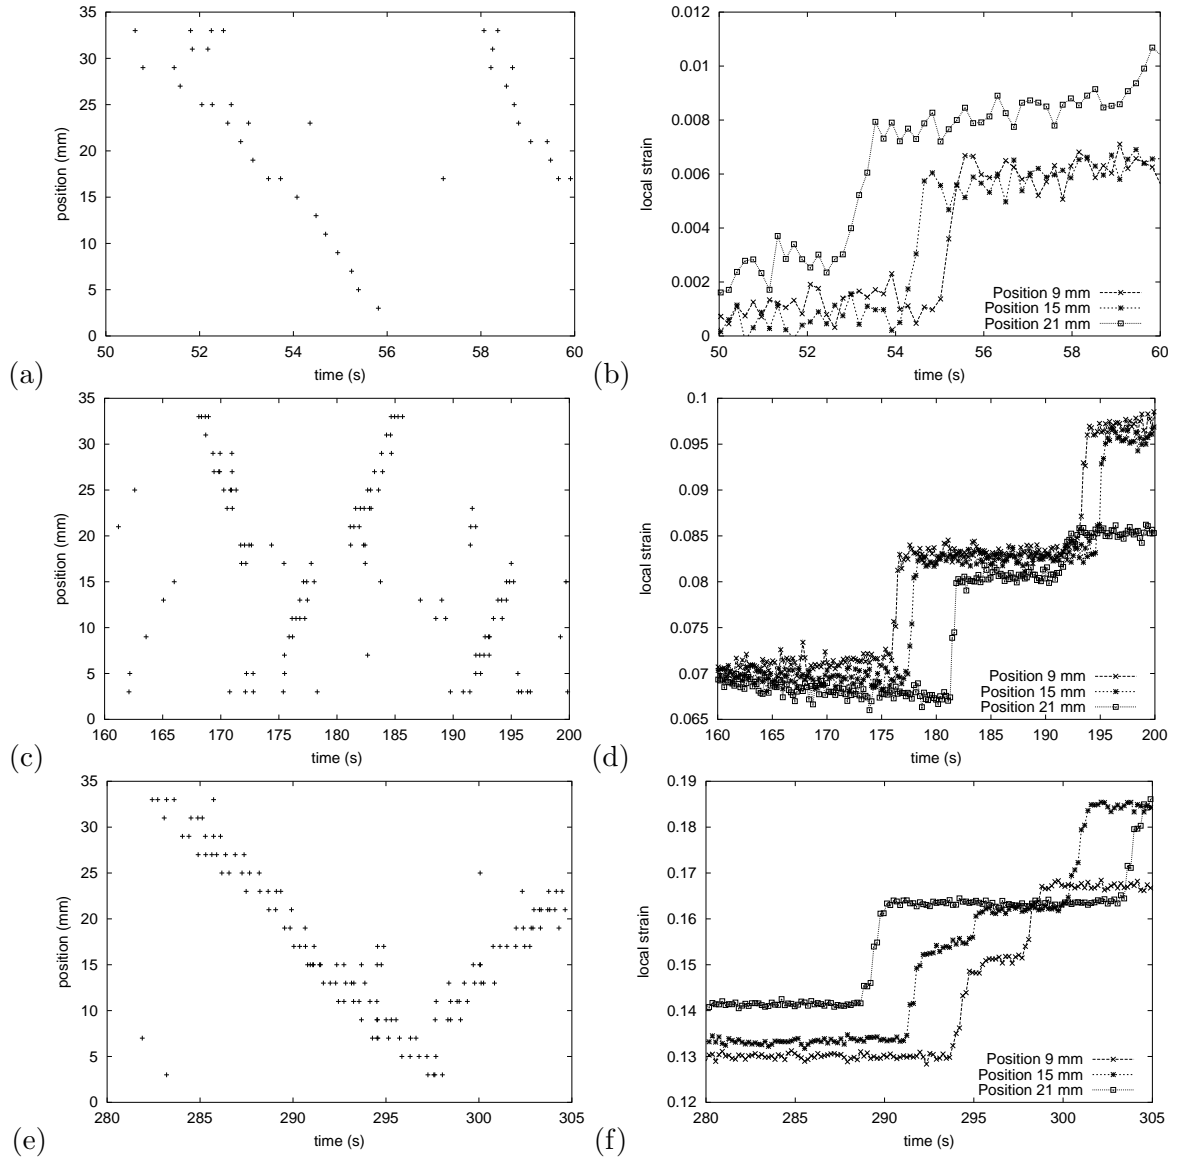 35
30
25
20
15
10
5
0
position (mm)
50 52 54 56 58 60
time (s)
(a)
0.012
0.01
0.008
0.006
0.004
0.002
0
local strain
Position 9 mm
Position 15 mm
Position 21 mm
50 52 54 56 58 60
time (s)
(b)
35
30
25
20
15
10
5
0
position (mm)
160 165 170 175 180 185 190 195 200
time (s)
(c)
0.1
0.095
0.09
0.085
0.08
0.075
0.07
0.065
local strain
Position 9 mm
Position 15 mm
Position 21 mm
160 165 170 175 180 185 190 195 200
time (s)
(d)
35
30
25
20
15
10
5
0
position (mm)
280 285 290 295 300 305
time (s)
(e)
0.19
0.18
0.17
0.16
0.15
0.14
0.13
0.12
local strain
Position 9 mm
Position 15 mm
Position 21 mm
280 285 290 295 300 305
time (s)
(f)